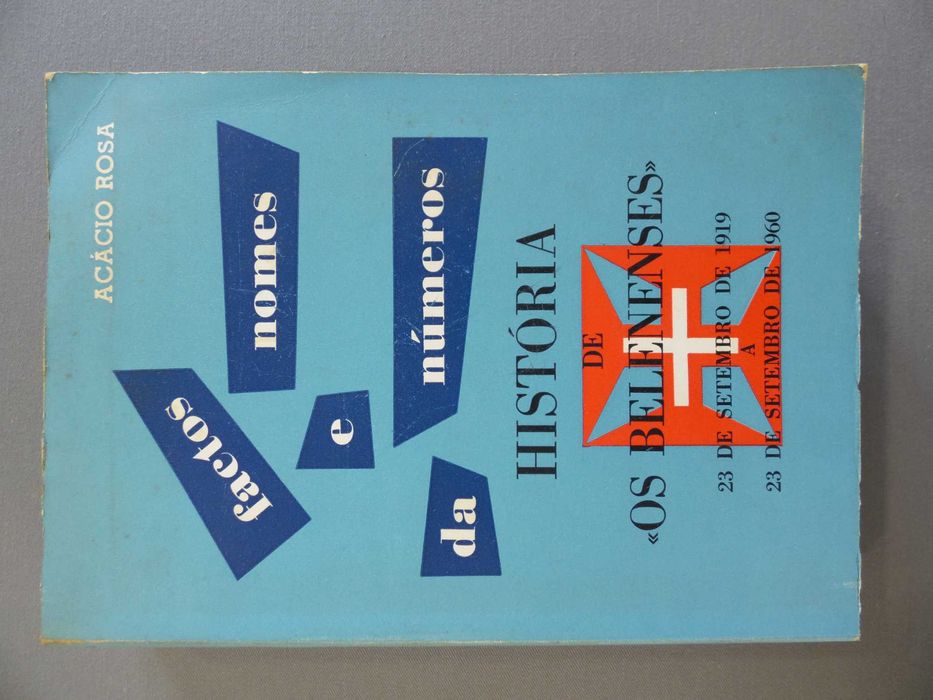 ACÁCIO ROSA
factos
nomes
e
números
da
HISTÓRIA
DE
«OS BELENENSES»
23 DE SETEMBRO DE 1919
A
23 DE SETEMBRO DE 1960